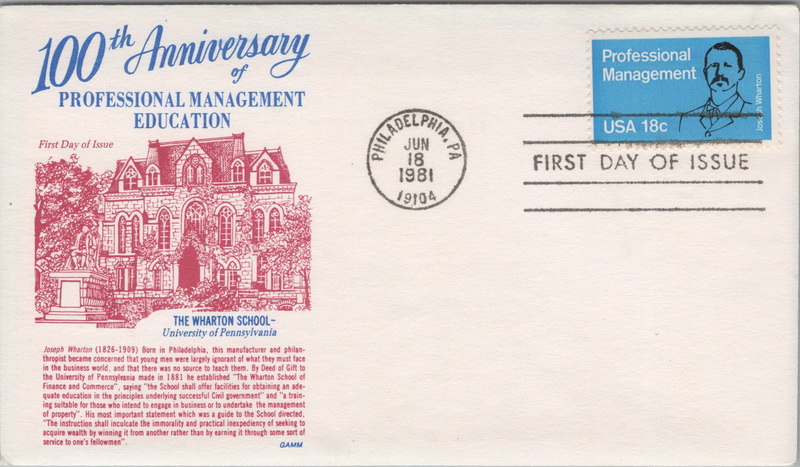 100th Anniversary
of
PROFESSIONAL MANAGEMENT
EDUCATION
First Day of Issue
THE WHARTON SCHOOL-
University of Pennsylvania
Joseph Wharton (1826-1909) Born in Philadelphia, this manufacturer and philan-
thropist became concerned that young men were largely ignorant of what they must face
in the business world, and that there was no source to teach them. By Deed of Gift to
the University of Pennsylvania made in 1881 he established "The Wharton School of
Finance and Commerce", saying "the School shall offer facilities for obtaining an ade-
quate education in the principles underlying successful Civil government" and "a train-
ing suitable for those who intend to engage in business or to undertake the management
of property". His most important statement which was a guide to the School directed,
"The instruction shall inculcate the immorality and practical inexpediency of seeking to
acquire wealth by winning it from another rather than by earning it through some sort of
service to one's fellowmen".
GAMM
PHILADELPHIA, PA
JUN
18
1981
19104
Professional
Management
USA 18c
Joseph Wharton
FIRST DAY OF ISSUE